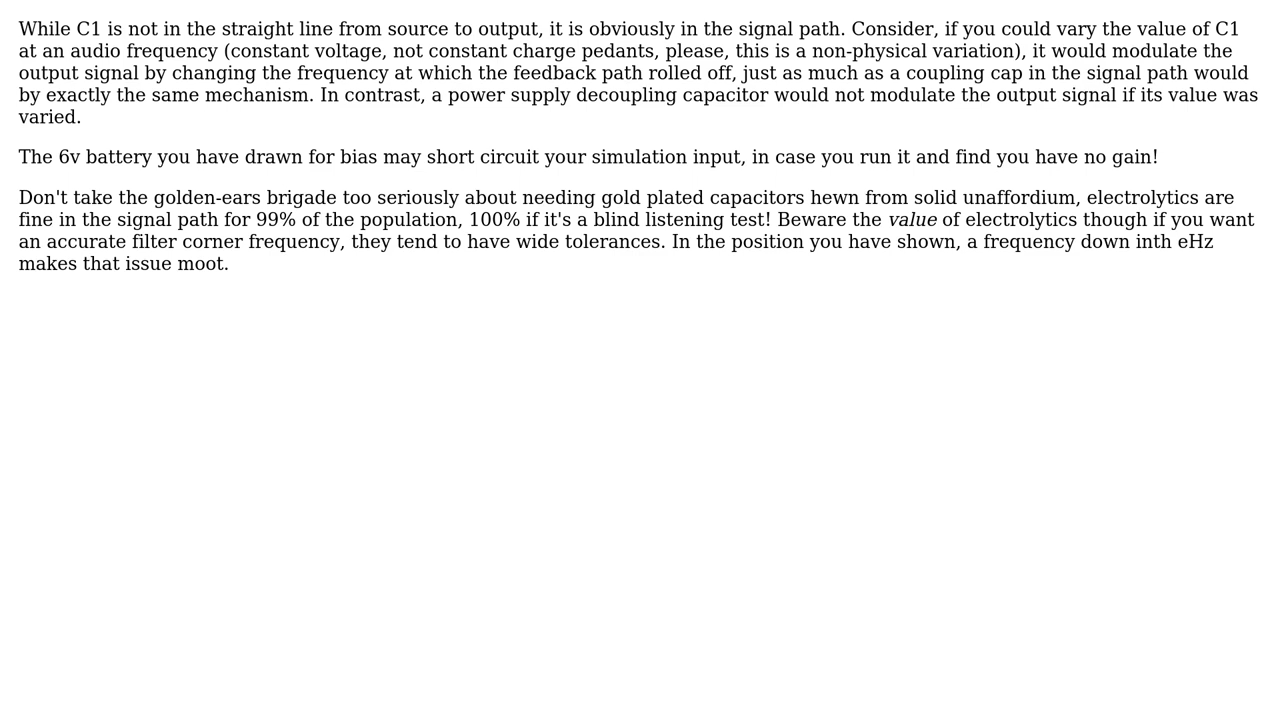 While C1 is not in the straight line from source to output, it is obviously in the signal path. Consider, if you could vary the value of C1
at an audio frequency (constant voltage, not constant charge pedants, please, this is a non-physical variation), it would modulate the
output signal by changing the frequency at which the feedback path rolled off, just as much as a coupling cap in the signal path would
by exactly the same mechanism. In contrast, a power supply decoupling capacitor would not modulate the output signal if its value was
varied.
The 6v battery you have drawn for bias may short circuit your simulation input, in case you run it and find you have no gain!
Don't take the golden-ears brigade too seriously about needing gold plated capacitors hewn from solid unaffordium, electrolytics are
fine in the signal path for 99% of the population, 100% if it's a blind listening test! Beware the value of electrolytics though if you want
an accurate filter corner frequency, they tend to have wide tolerances. In the position you have shown, a frequency down inth eHz
makes that issue moot.